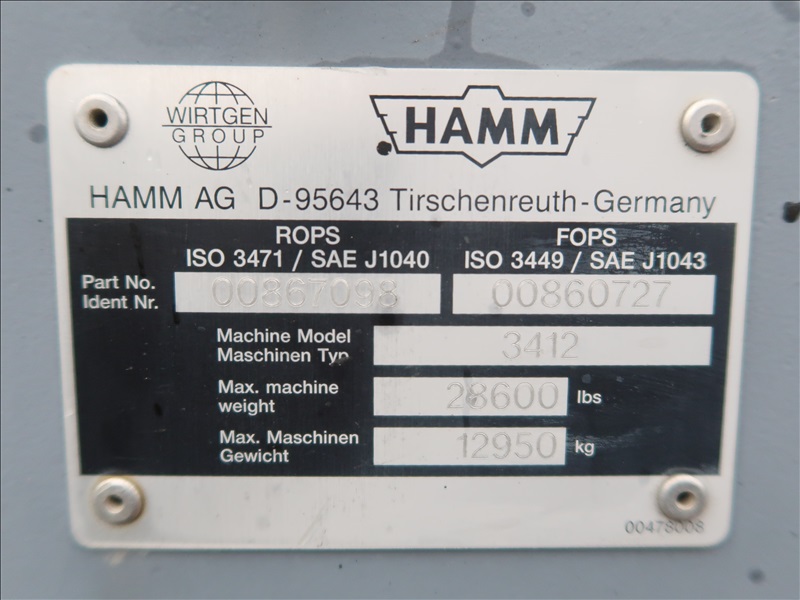 WIRTGEN
GROUP
HAMM
HAMM AG D-95643 Tirschenreuth-Germany
ROPS
ISO 3471 / SAE J1040
FOPS
ISO 3449 / SAE J1043
Part No.
Ident Nr.
00867098
00860727
Machine Model
Maschinen Typ
3412
Max. machine
weight
28600 lbs
Max. Maschinen
Gewicht
12950 kg
00478008